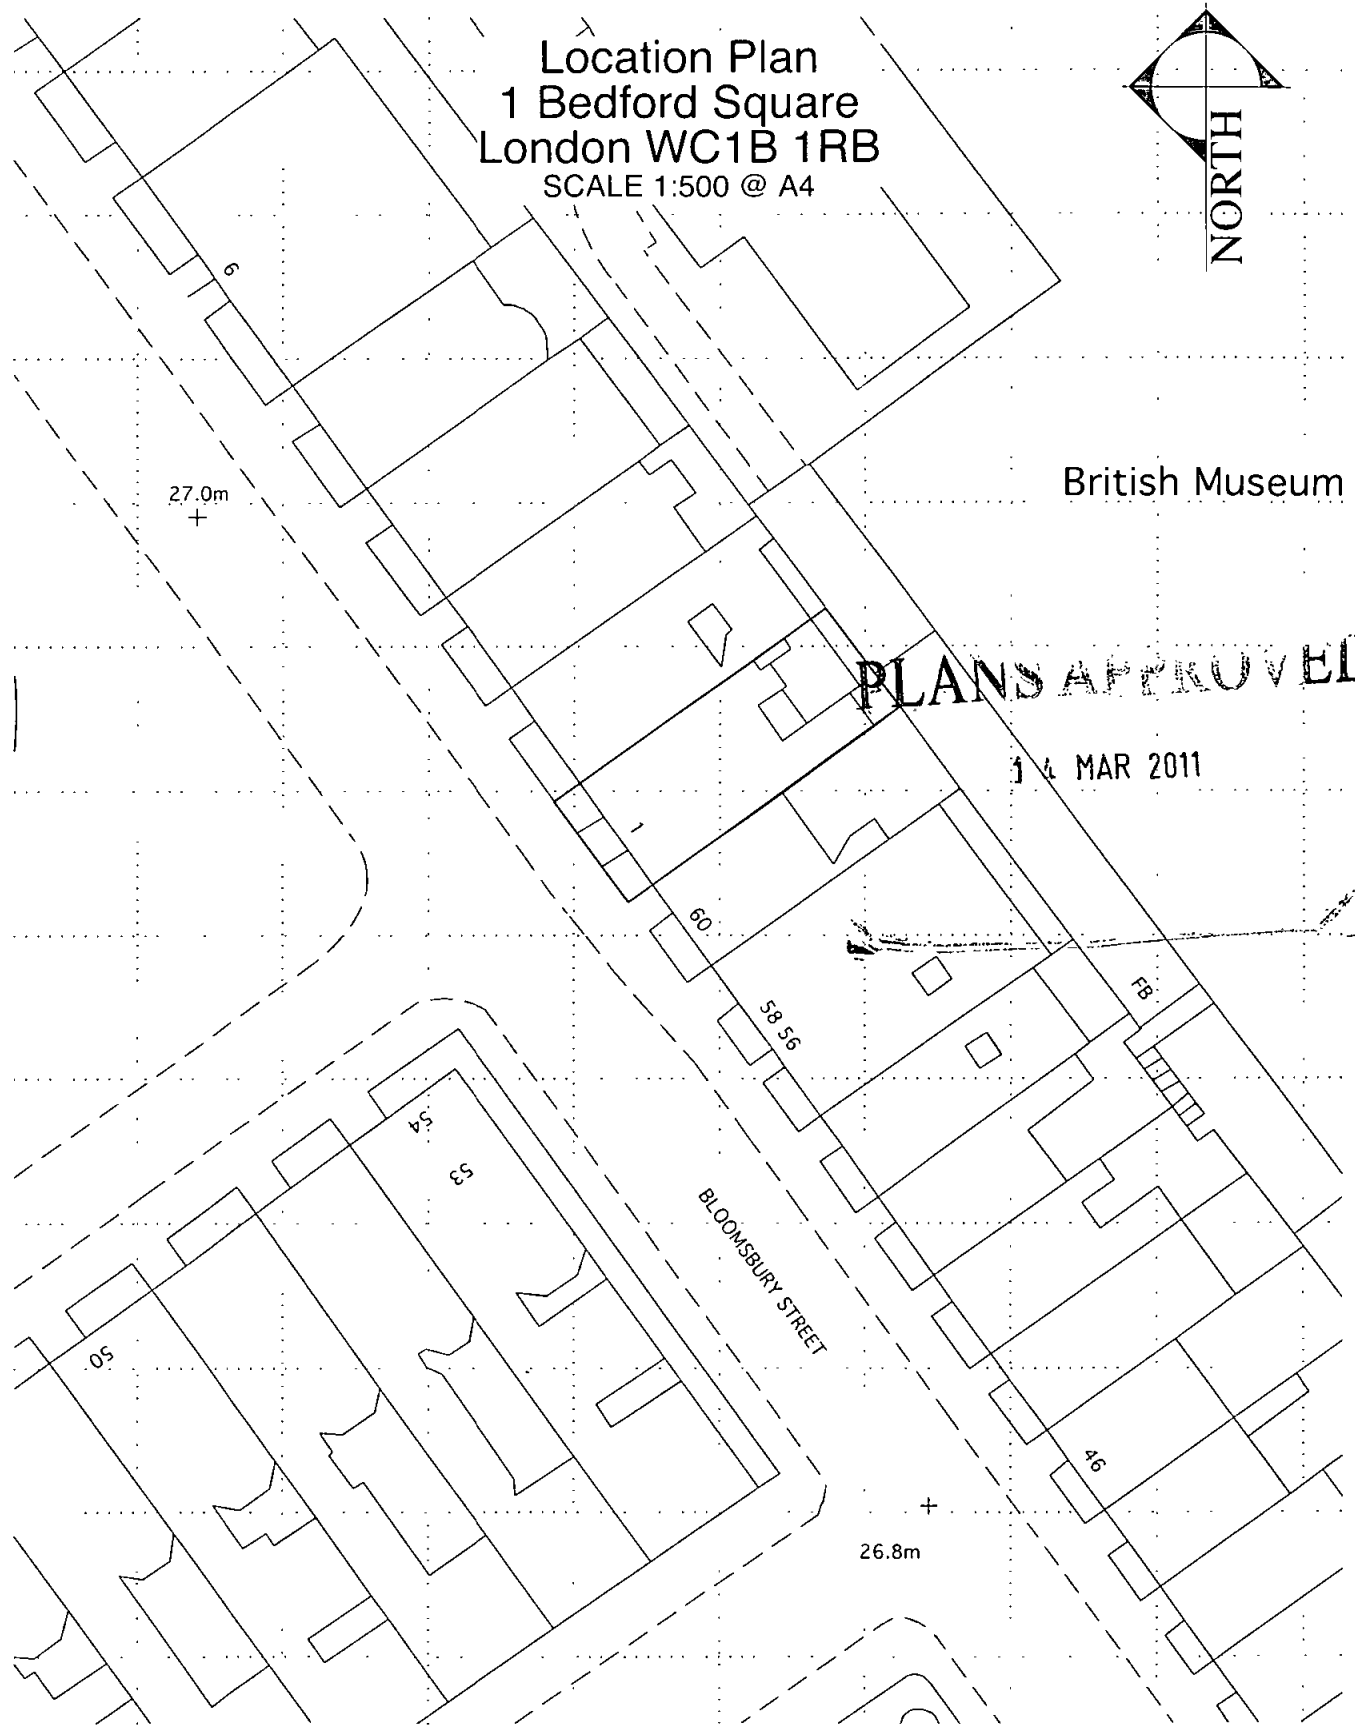 Location Plan
1 Bedford Square
London WC1B 1RB
SCALE 1:500 @ A4
NORTH
6
27.0m
British Museum
PLANS APPROVED
14 MAR 2011
1
60
58 56
FB
54
53
50
BLOOMSBURY STREET
46
26.8m